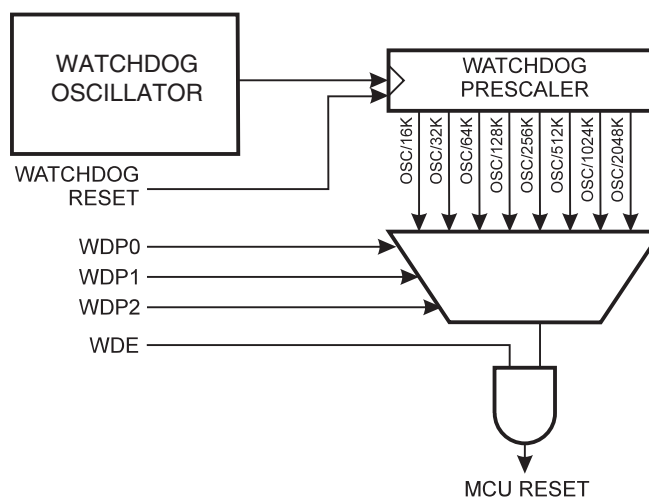 WATCHDOG
OSCILLATOR
WATCHDOG
PRESCALER
OSC/16K
OSC/32K
OSC/64K
OSC/128K
OSC/256K
OSC/512K
OSC/1024K
OSC/2048K
WATCHDOG
RESET
WDP0
WDP1
WDP2
WDE
MCU RESET